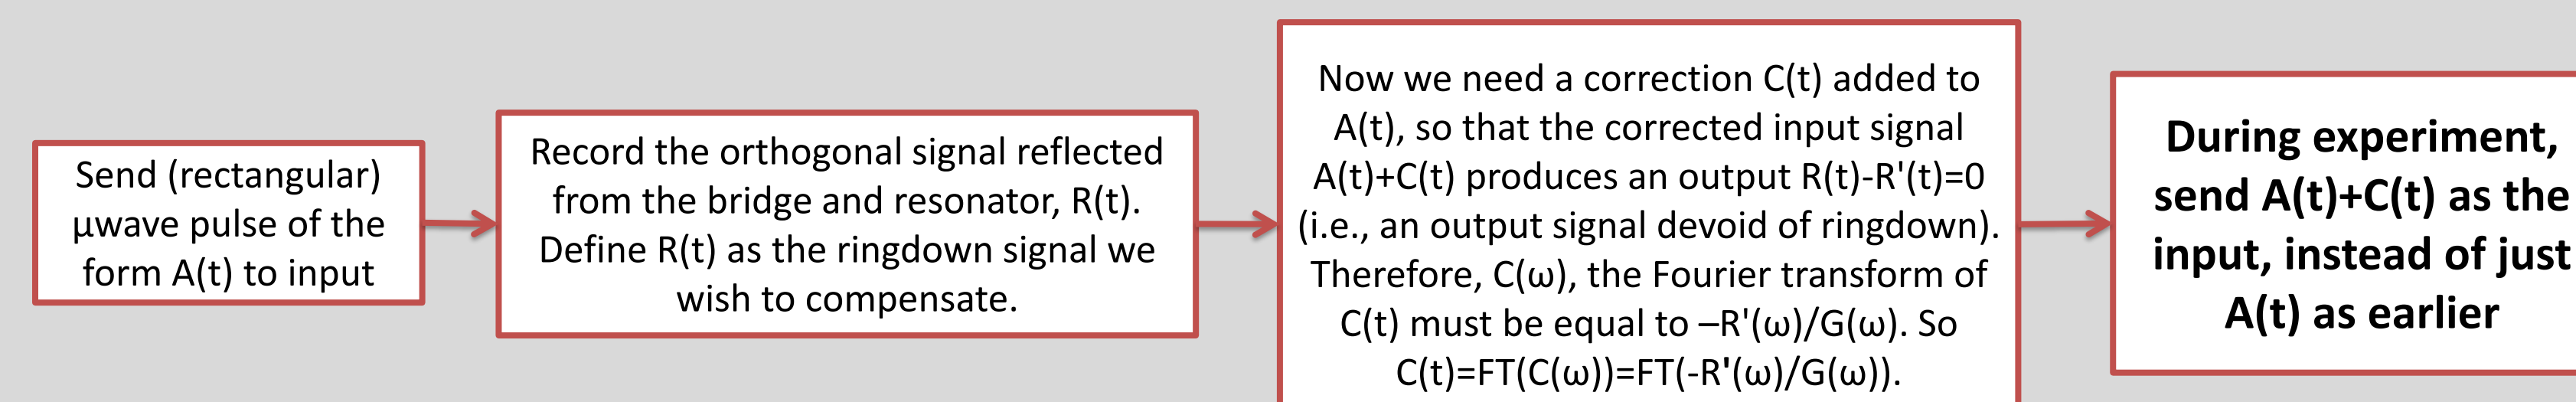 Send (rectangular)
μwave pulse of the
form A(t) to input
Record the orthogonal signal reflected
from the bridge and resonator, R(t).
Define R(t) as the ringdown signal we
wish to compensate.
Now we need a correction C(t) added to
A(t), so that the corrected input signal
A(t)+C(t) produces an output R(t)-R'(t)=0
(i.e., an output signal devoid of ringdown).
Therefore, C(ω), the Fourier transform of
C(t) must be equal to –R'(ω)/G(ω). So
C(t)=FT(C(ω))=FT(-R'(ω)/G(ω)).
During experiment,
send A(t)+C(t) as the
input, instead of just
A(t) as earlier